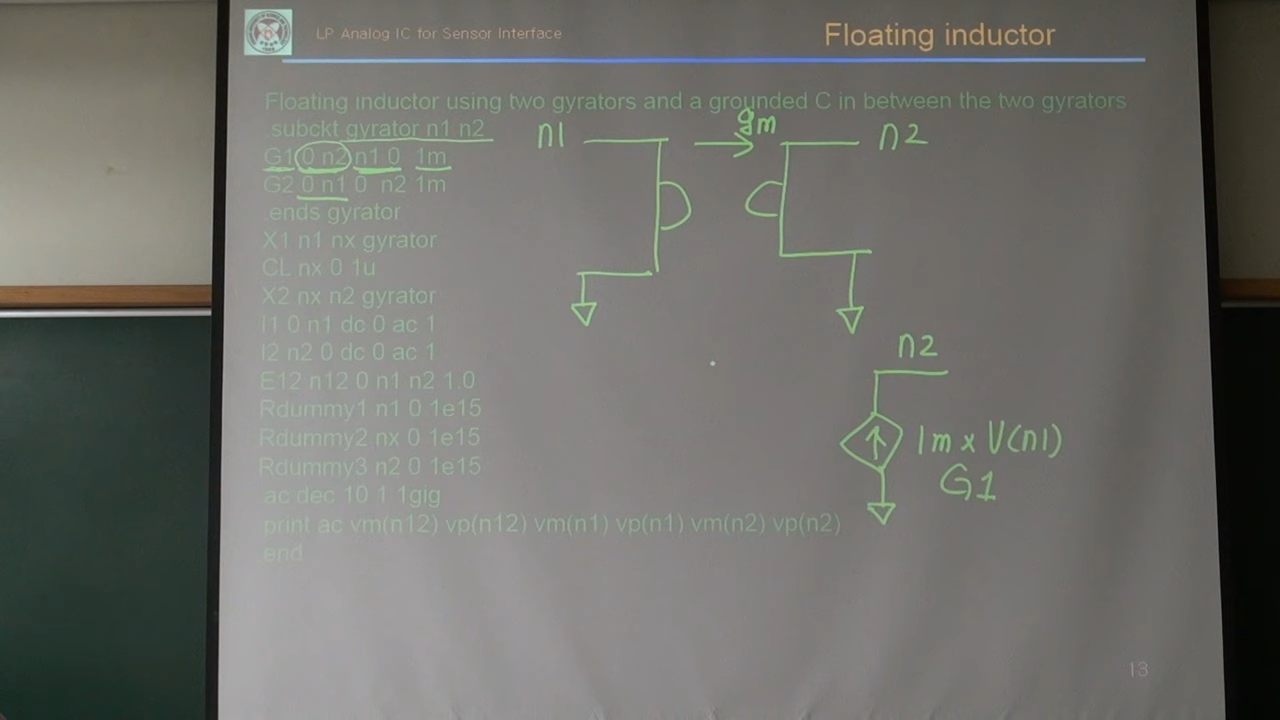 LP Analog IC for Sensor Interface
Floating inductor
Floating inductor using two gyrators and a grounded C in between the two gyrators
subckt gyrator n1 n2
G1 0 n2 n1 0 1m
G2 0 n1 0 n2 1m
ends gyrator
X1 n1 nx gyrator
CL nx 0 1u
X2 nx n2 gyrator
I1 0 n1 dc 0 ac 1
I2 n2 0 dc 0 ac 1
E12 n12 0 n1 n2 1.0
Rdummy1 n1 0 1e15
Rdummy2 nx 0 1e15
Rdummy3 n2 0 1e15
ac dec 10 1 1gig
print ac vm(n12) vp(n12) vm(n1) vp(n1) vm(n2) vp(n2)
end
n1
gm
n2
n2
1m x V(n1)
G1
13